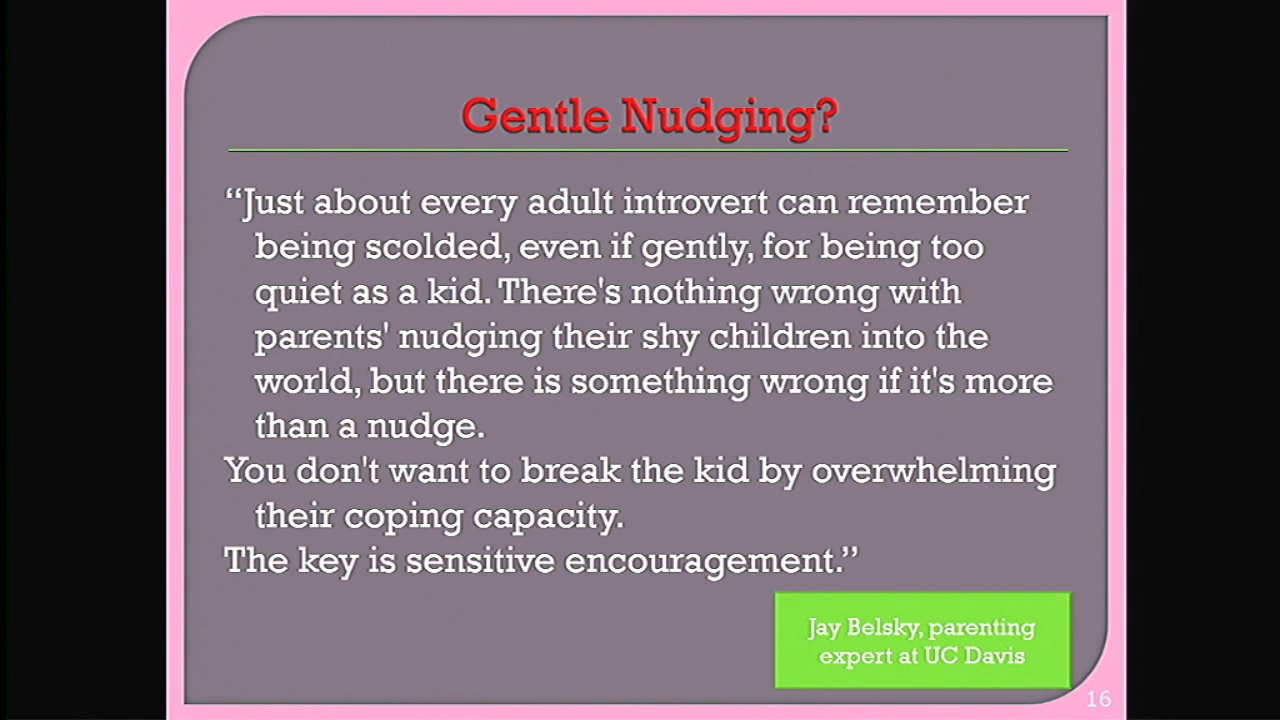 Gentle Nudging?
“Just about every adult introvert can remember
being scolded, even if gently, for being too
quiet as a kid. There's nothing wrong with
parents' nudging their shy children into the
world, but there is something wrong if it's more
than a nudge.
You don't want to break the kid by overwhelming
their coping capacity.
The key is sensitive encouragement.”
Jay Belsky, parenting
expert at UC Davis
16